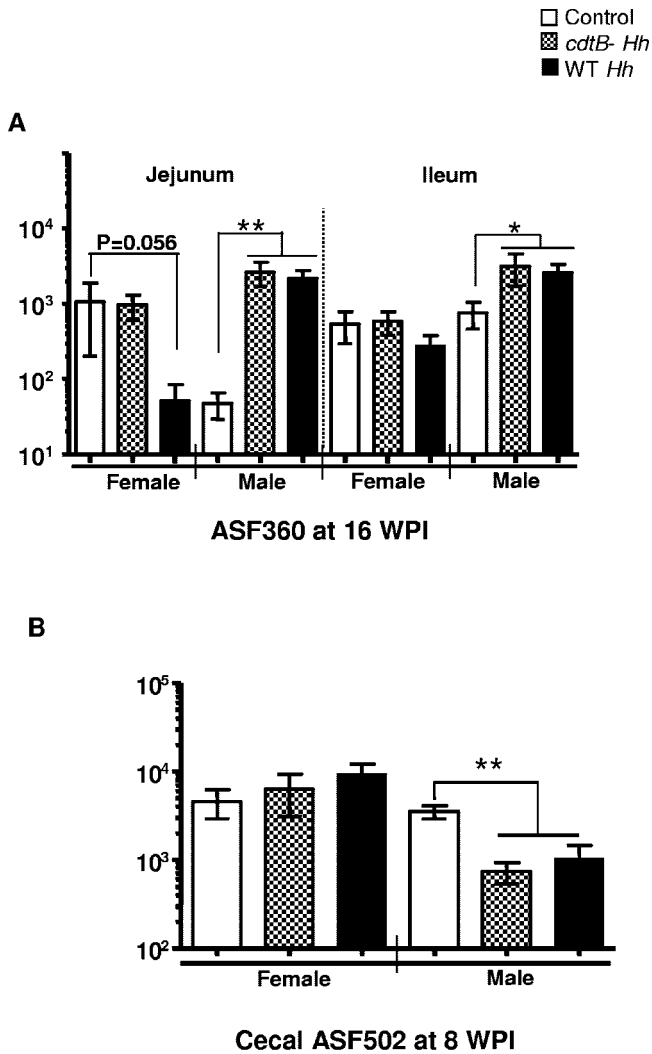 Control
cdtB- Hh
WT Hh
A
Jejunum
Ileum
10⁴
10³
10²
10¹
P=0.056
**
*
Female
Male
Female
Male
ASF360 at 16 WPI
B
10⁵
10⁴
10³
10²
**
Female
Male
Cecal ASF502 at 8 WPI